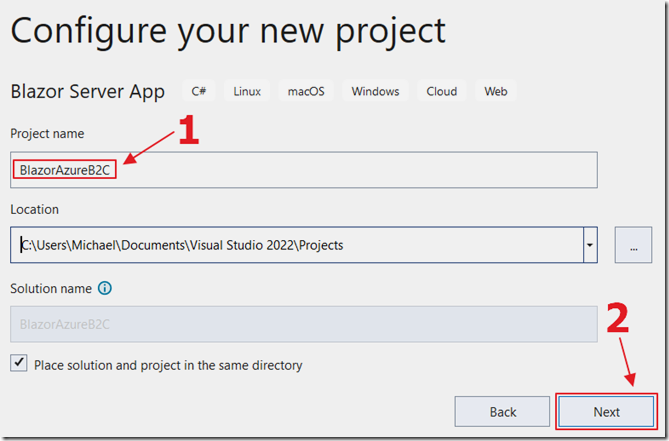 Configure your new project
Blazor Server App C# Linux macOS Windows Cloud Web
1
Project name
BlazorAzureB2C
Location
C:\Users\Michael\Documents\Visual Studio 2022\Projects
...
Solution name
BlazorAzureB2C
2
Place solution and project in the same directory
Back Next